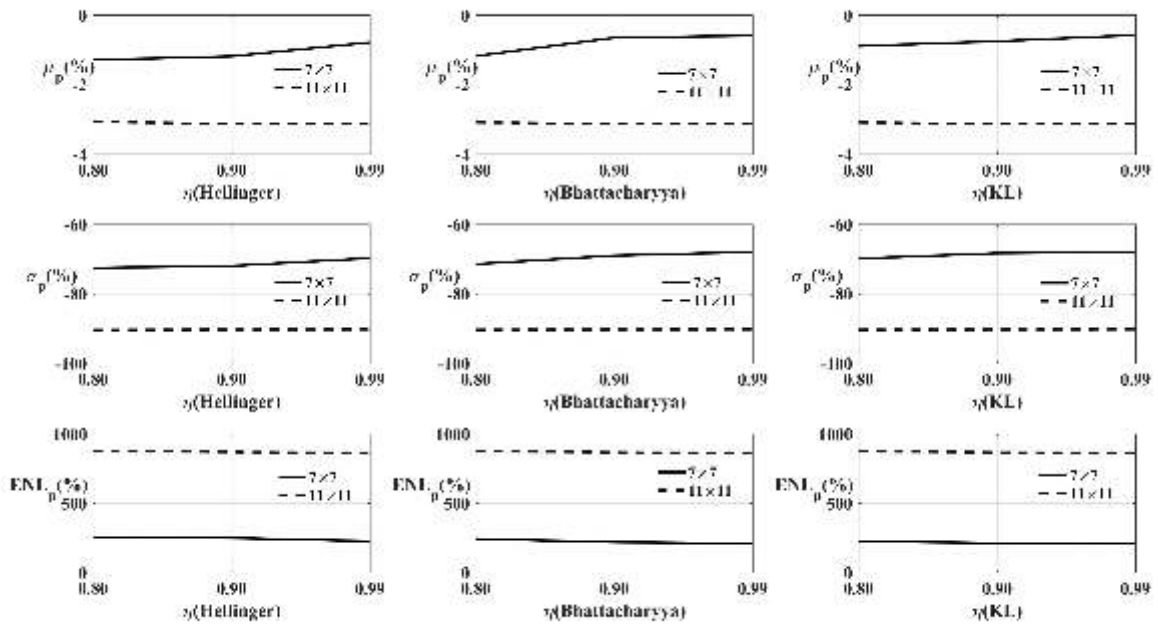 0
μp(%)
-2
-4
7×7
11×11
0.80 0.90 0.99
η(Hellinger)
0
μp(%)
-2
-4
7×7
11×11
0.80 0.90 0.99
η(Bhattacharyya)
0
μp(%)
-2
-4
7×7
11×11
0.80 0.90 0.99
η(KL)
-60
σp(%)
-80
-100
7×7
11×11
0.80 0.90 0.99
η(Hellinger)
-60
σp(%)
-80
-100
7×7
11×11
0.80 0.90 0.99
η(Bhattacharyya)
-60
σp(%)
-80
-100
7×7
11×11
0.80 0.90 0.99
η(KL)
1000
ENLp(%)
500
0
7×7
11×11
0.80 0.90 0.99
η(Hellinger)
1000
ENLp(%)
500
0
7×7
11×11
0.80 0.90 0.99
η(Bhattacharyya)
1000
ENLp(%)
500
0
7×7
11×11
0.80 0.90 0.99
η(KL)